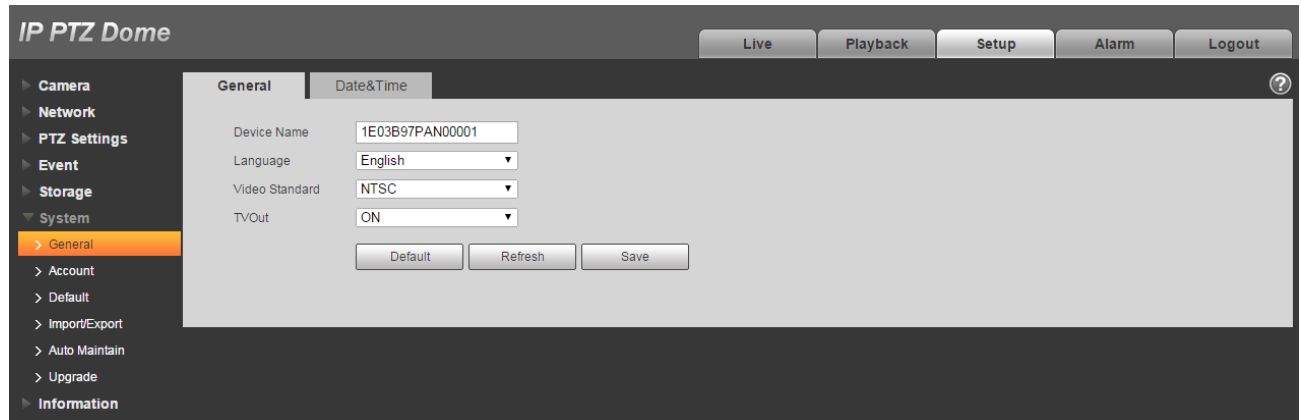 IP PTZ Dome
Live Playback Setup Alarm Logout
Camera
Network
PTZ Settings
Event
Storage
System
> General
> Account
> Default
> Import/Export
> Auto Maintain
> Upgrade
Information
General Date&Time ?
Device Name 1E03B97PAN00001
Language English
Video Standard NTSC
TVOut ON
Default Refresh Save